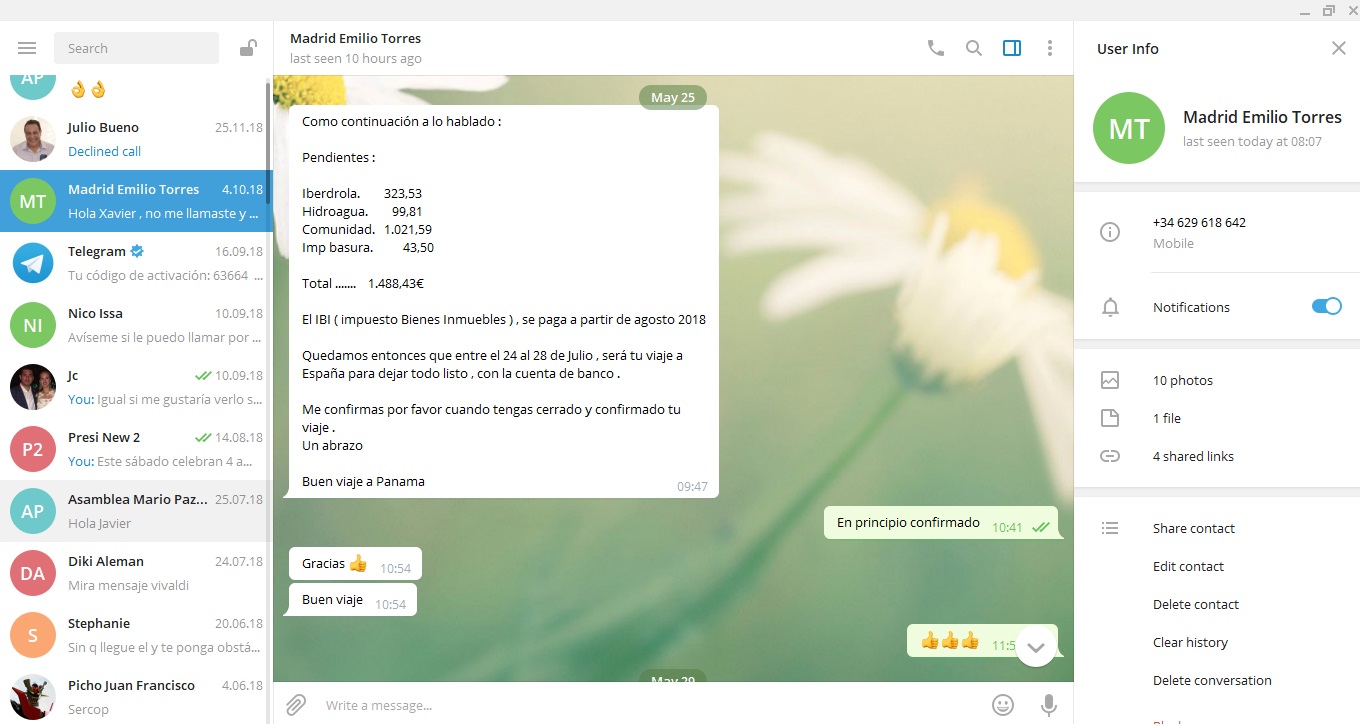 Search
AP
👌👌
Julio Bueno 25.11.18
Declined call
MT
Madrid Emilio Torres 4.10.18
Hola Xavier , no me llamaste y ...
Telegram 16.09.18
Tu código de activación: 63664 ...
NI
Nico Issa 10.09.18
Avíseme si le puedo llamar por ...
Jc 10.09.18
You: Igual si me gustaría verlo s...
P2
Presi New 2 14.08.18
You: Este sábado celebran 4 a...
AP
Asamblea Mario Paz... 25.07.18
Hola Javier
DA
Diki Aleman 24.07.18
Mira mensaje vivaldi
S
Stephanie 20.06.18
Sin q llegue el y te ponga obstá...
Picho Juan Francisco 4.06.18
Sercop
Madrid Emilio Torres
last seen 10 hours ago
May 25
Como continuación a lo hablado :
Pendientes :
Iberdrola. 323,53
Hidroagua. 99,81
Comunidad. 1.021,59
Imp basura. 43,50
Total ....... 1.488,43€
El IBI ( impuesto Bienes Inmuebles ) , se paga a partir de agosto 2018
Quedamos entonces que entre el 24 al 28 de Julio , será tu viaje a
España para dejar todo listo , con la cuenta de banco .
Me confirmas por favor cuando tengas cerrado y confirmado tu
viaje .
Un abrazo
Buen viaje a Panama
09:47
En principio confirmado 10:41
Gracias 👍 10:54
Buen viaje 10:54
👍👍👍 11:5
May 29
Write a message...
User Info
MT
Madrid Emilio Torres
last seen today at 08:07
+34 629 618 642
Mobile
Notifications
10 photos
1 file
4 shared links
Share contact
Edit contact
Delete contact
Clear history
Delete conversation